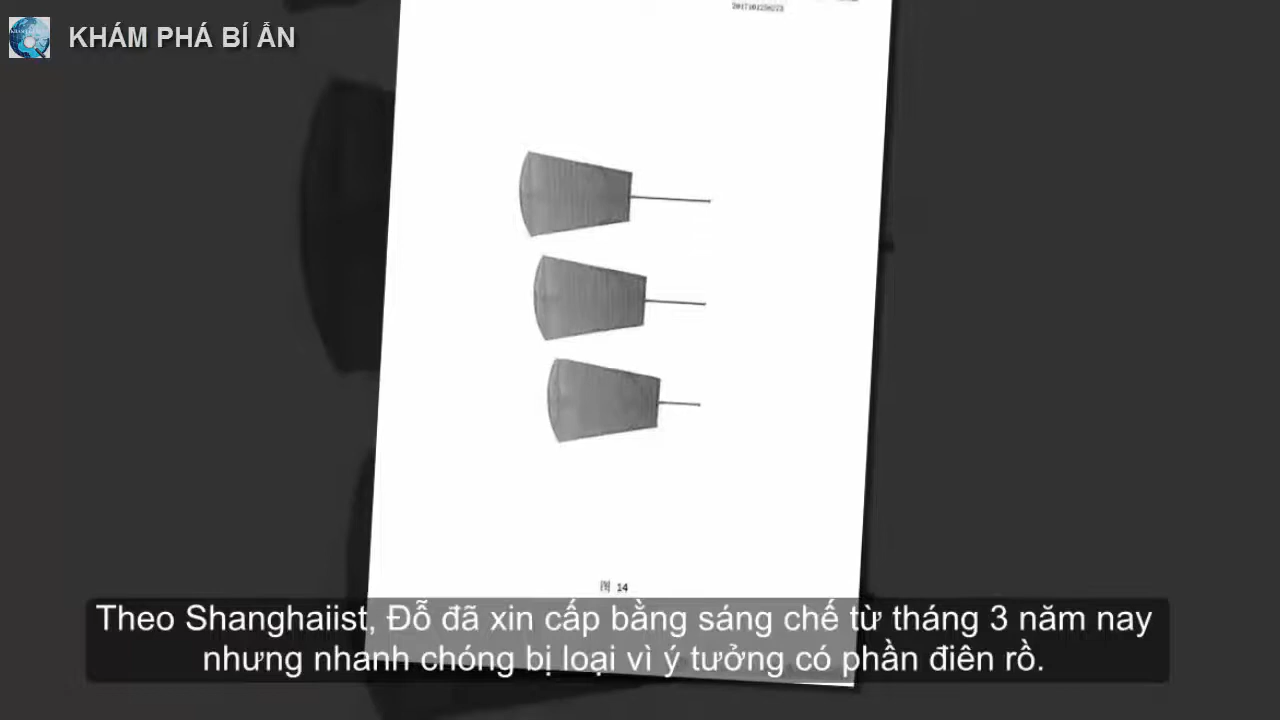 KHÁM PHÁ BÍ ẨN
图 14
Theo Shanghaiist, Đỗ đã xin cấp bằng sáng chế từ tháng 3 năm nay
nhưng nhanh chóng bị loại vì ý tưởng có phần điên rồ.